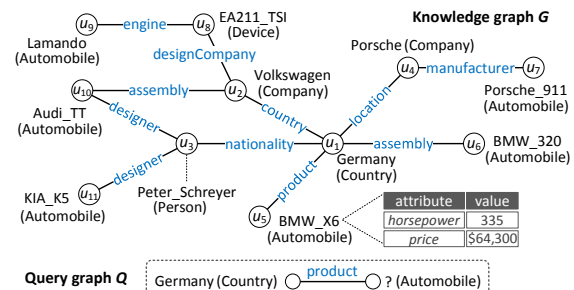 Knowledge graph G
u9
engine
u8
EA211_TSI
(Device)
Lamando
(Automobile)
designCompany
Porsche (Company)
u4
manufacturer
u7
Porsche_911
(Automobile)
u10
assembly
u2
Volkswagen
(Company)
Audi_TT
(Automobile)
designer
country
location
u3
nationality
u1
assembly
u6
BMW_320
(Automobile)
Germany
(Country)
designer
product
KIA_K5
u11
(Automobile)
Peter_Schreyer
(Person)
u5
BMW_X6
(Automobile)
attribute value
horsepower 335
price $64,300
Query graph Q
Germany (Country) product ? (Automobile)